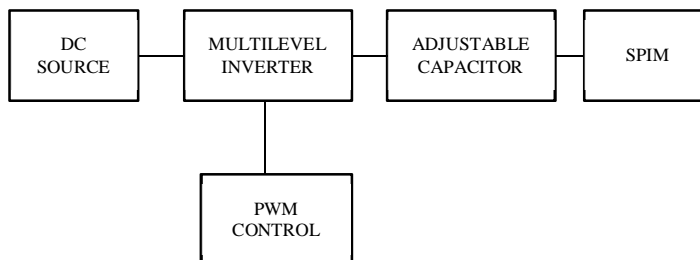 DC
SOURCE
MULTILEVEL
INVERTER
ADJUSTABLE
CAPACITOR
SPIM
PWM
CONTROL